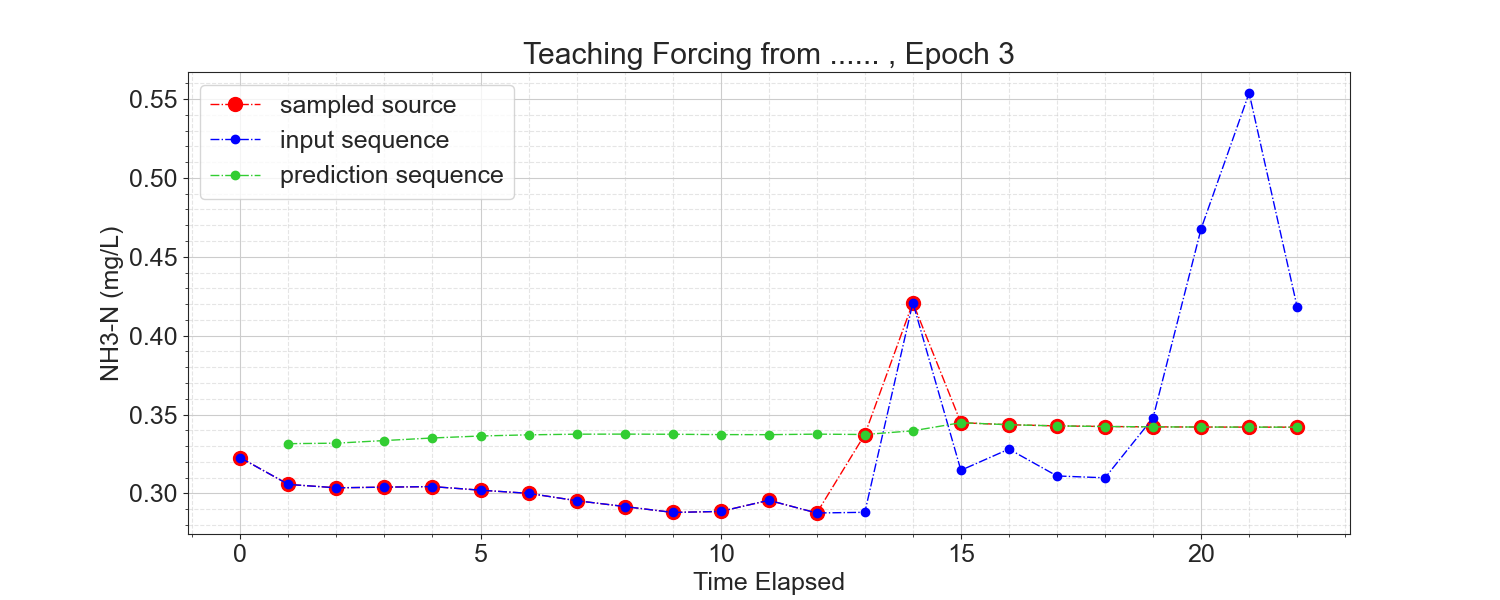 Teaching Forcing from ...... , Epoch 3
sampled source
input sequence
prediction sequence
NH3-N (mg/L)
0.55
0.50
0.45
0.40
0.35
0.30
0 5 10 15 20
Time Elapsed